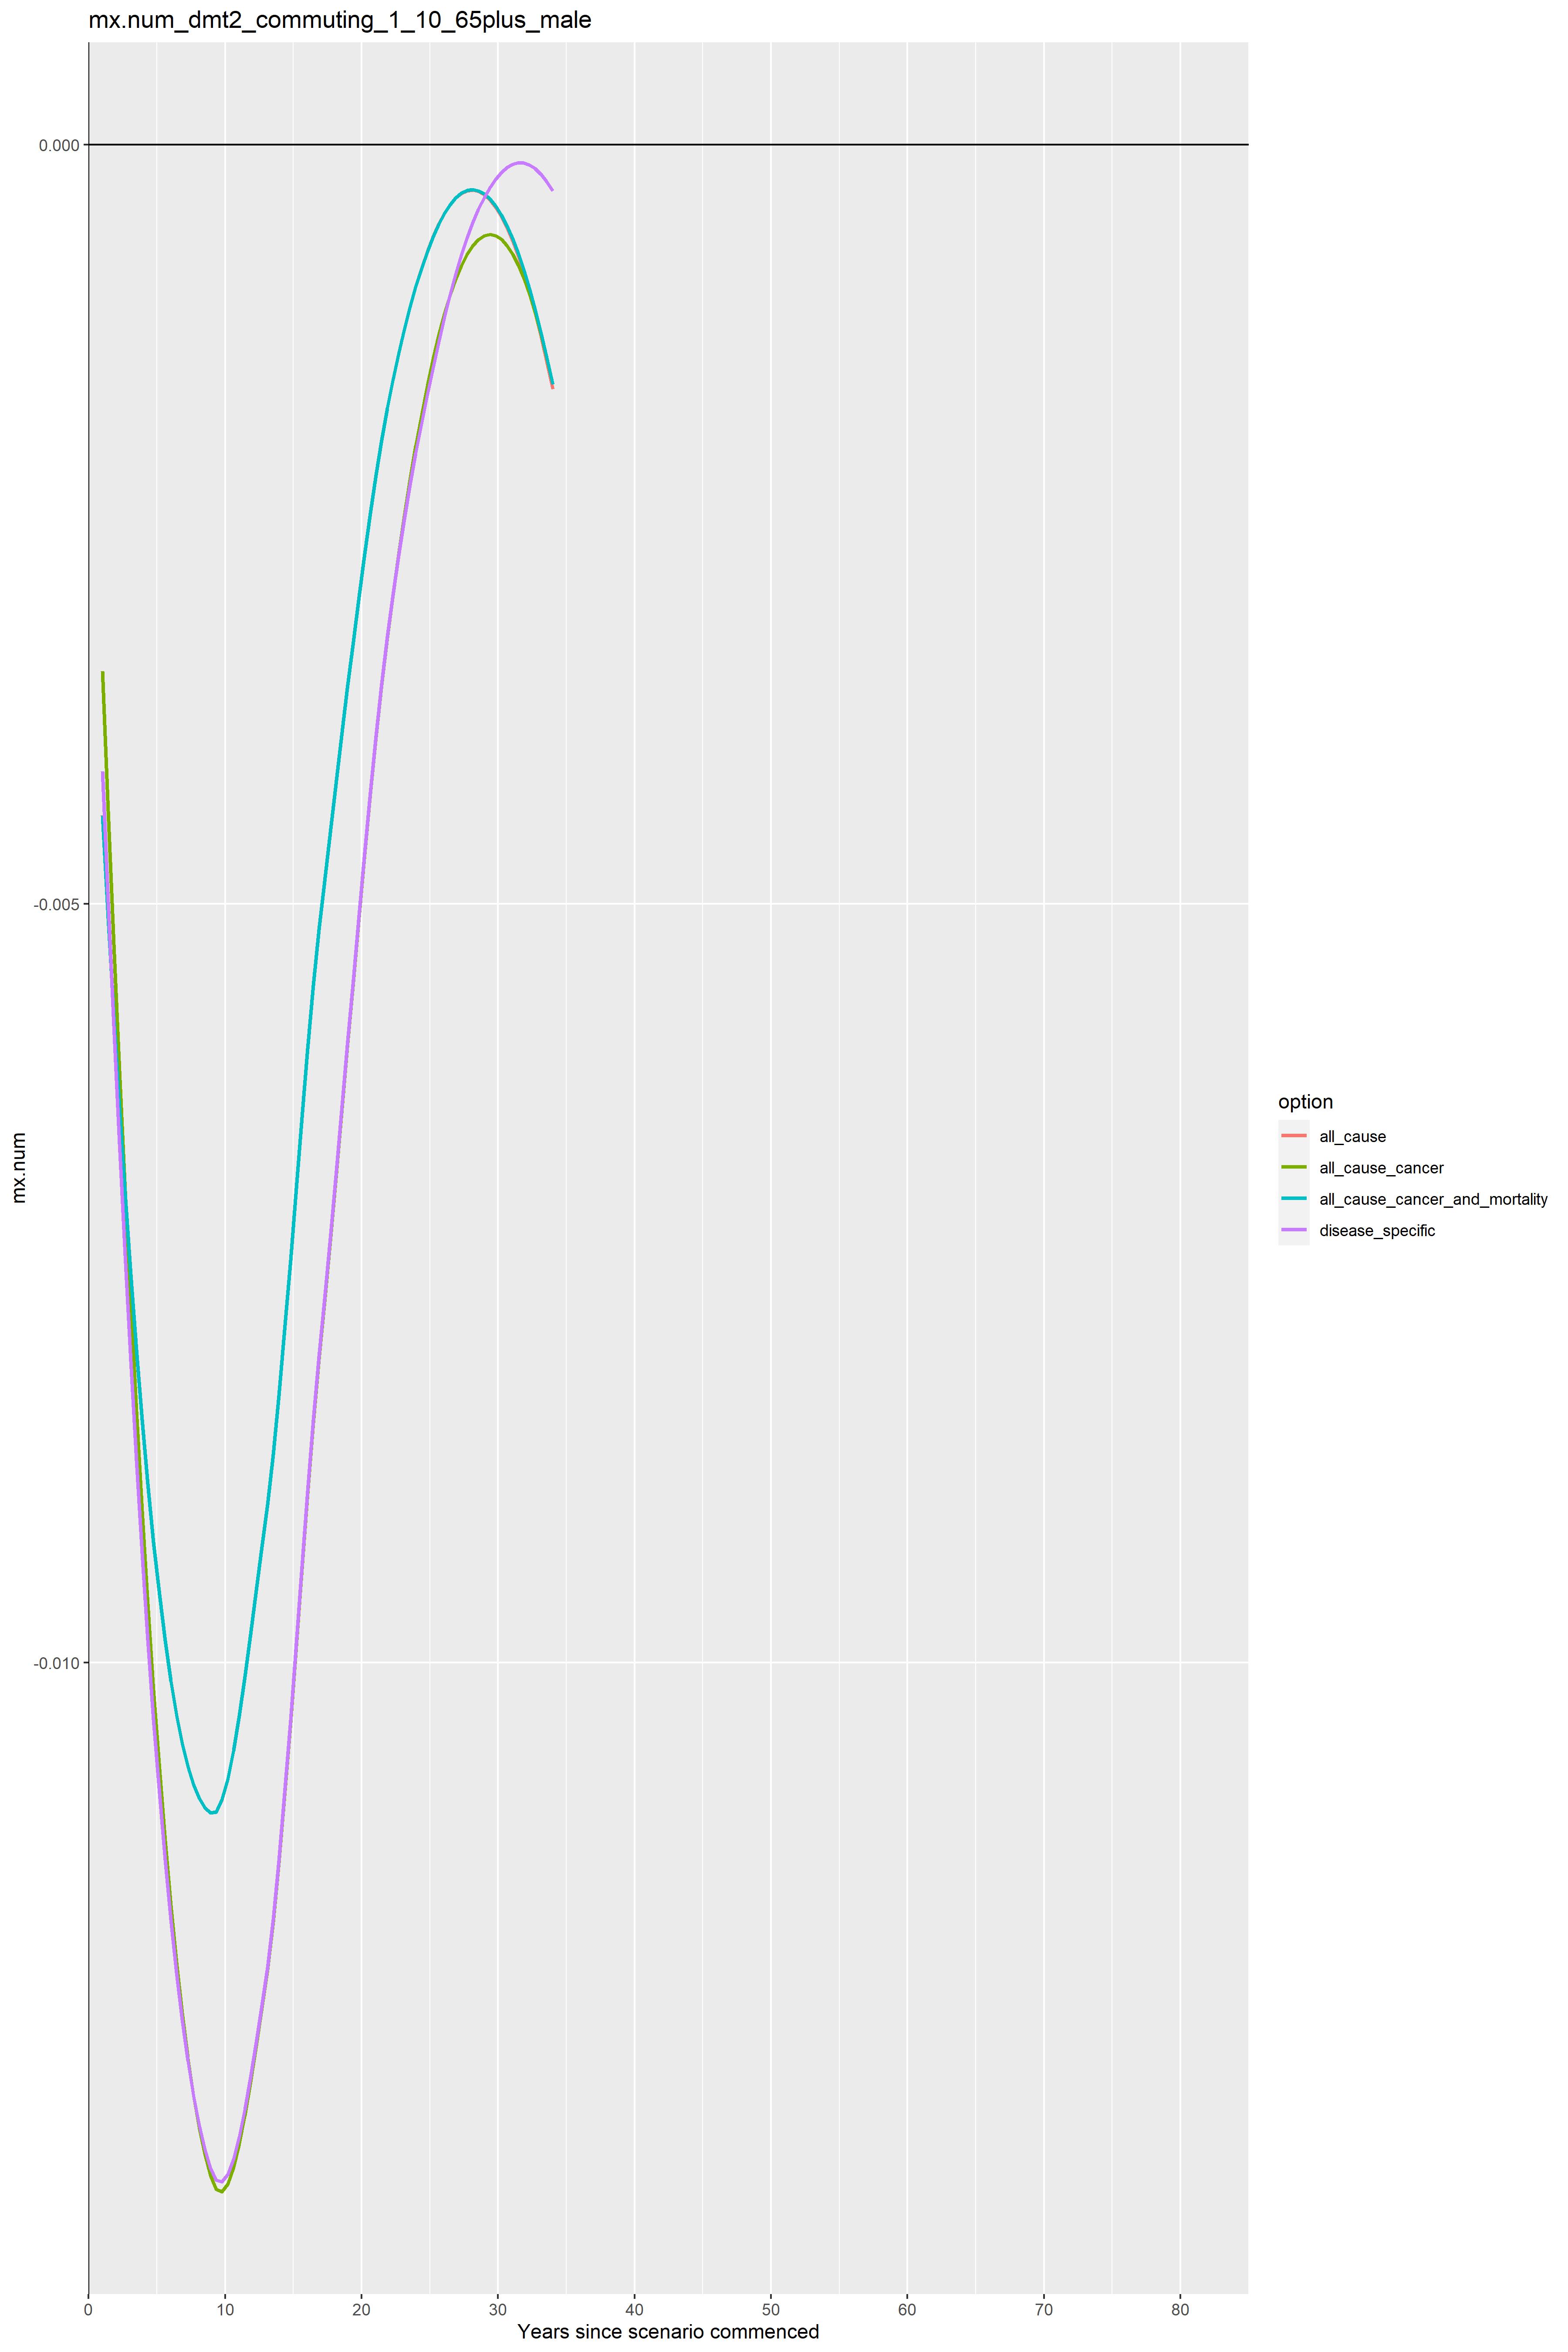 mx.num_dmt2_commuting_1_10_65plus_male
0.000
-0.005
-0.010
mx.num
0 10 20 30 40 50 60 70 80
Years since scenario commenced
option
all_cause
all_cause_cancer
all_cause_cancer_and_mortality
disease_specific